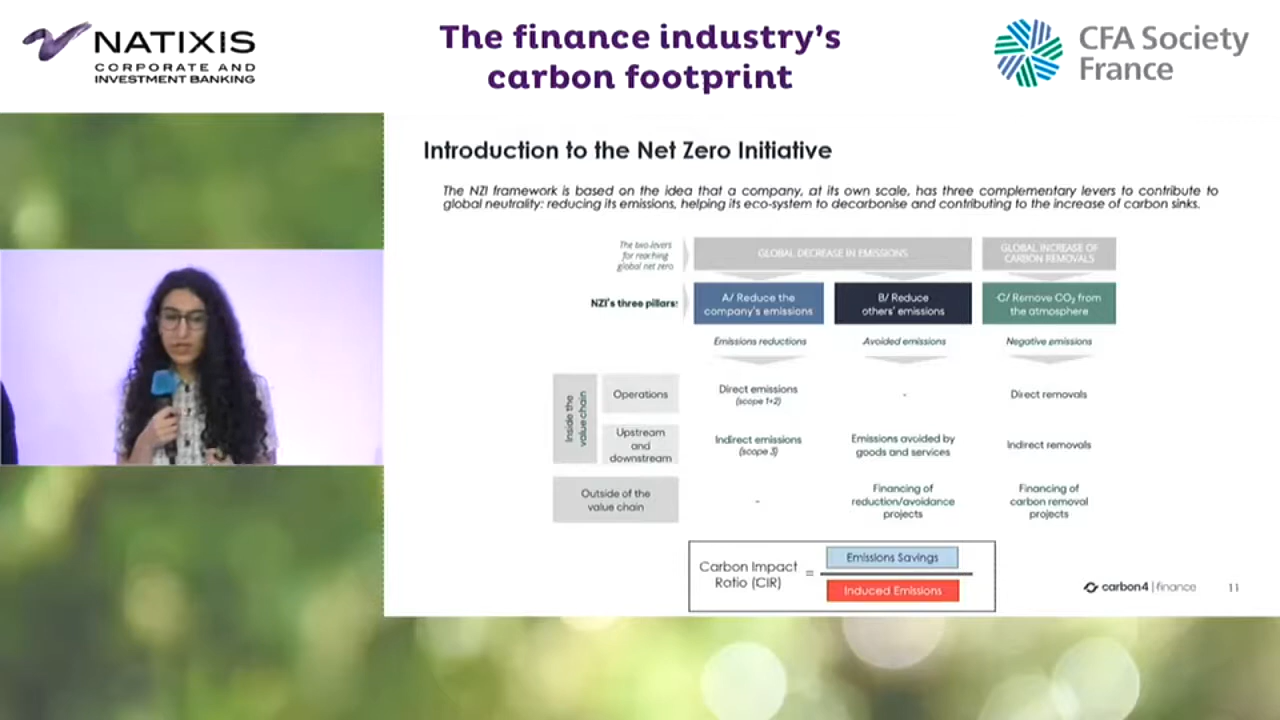 NATIXIS
CORPORATE AND
INVESTMENT BANKING
The finance industry's
carbon footprint
CFA Society
France
Introduction to the Net Zero Initiative
The NZI framework is based on the idea that a company, at its own scale, has three complementary levers to contribute to
global neutrality: reducing its emissions, helping its eco-system to decarbonise and contributing to the increase of carbon sinks.
The two levers
for reaching
global net zero
GLOBAL DECREASE IN EMISSIONS
GLOBAL INCREASE OF
CARBON REMOVALS
NZI's three pillars:
A/ Reduce the
company's emissions
B/ Reduce
others' emissions
C/ Remove CO₂ from
the atmosphere
Emissions reductions
Avoided emissions
Negative emissions
Inside the
value chain
Operations
Direct emissions
(scope 1+2)
-
Direct removals
Upstream
and
downstream
Indirect emissions
(scope 3)
Emissions avoided by
goods and services
Indirect removals
Outside of the
value chain
-
Financing of
reduction/avoidance
projects
Financing of
carbon removal
projects
Carbon Impact
Ratio (CIR)
=
Emissions Savings
Induced Emissions
carbon4 | finance
11